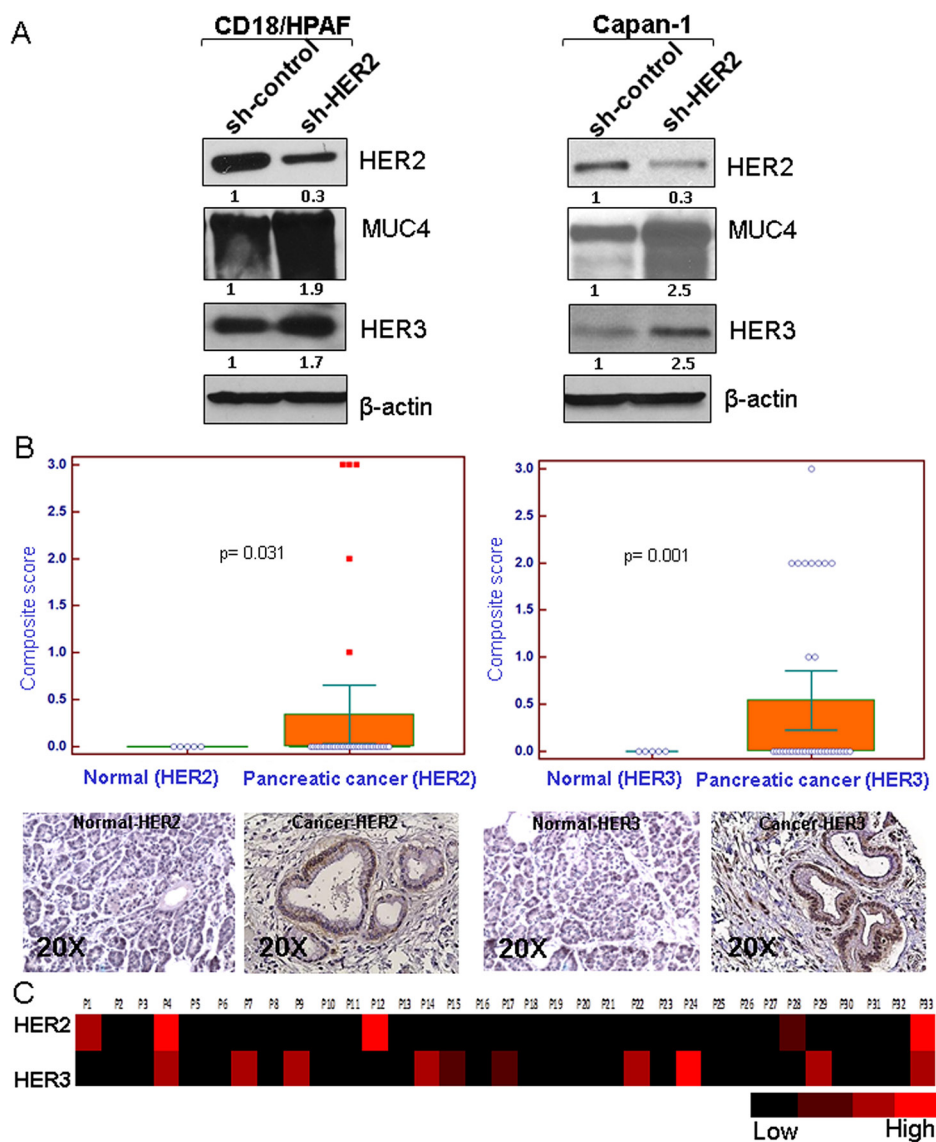 A
CD18/HPAF
Capan-1
sh-control
sh-HER2
sh-control
sh-HER2
HER2
HER2
1 0.3
1 0.3
MUC4
MUC4
1 1.9
1 2.5
HER3
HER3
1 1.7
1 2.5
β-actin
β-actin
B
Composite score
3.0
2.5
2.0
1.5
1.0
0.5
0.0
p= 0.031
Normal (HER2) Pancreatic cancer (HER2)
Composite score
3.0
2.5
2.0
1.5
1.0
0.5
0.0
p= 0.001
Normal (HER3) Pancreatic cancer (HER3)
Normal-HER2
20X
Cancer-HER2
20X
Normal-HER3
20X
Cancer-HER3
20X
C
P1 P2 P3 P4 P5 P6 P7 P8 P9 P10 P11 P12 P13 P14 P15 P16 P17 P18 P19 P20 P21 P22 P23 P24 P25 P26 P27 P28 P29 P30 P31 P32 P33
HER2
HER3
Low High